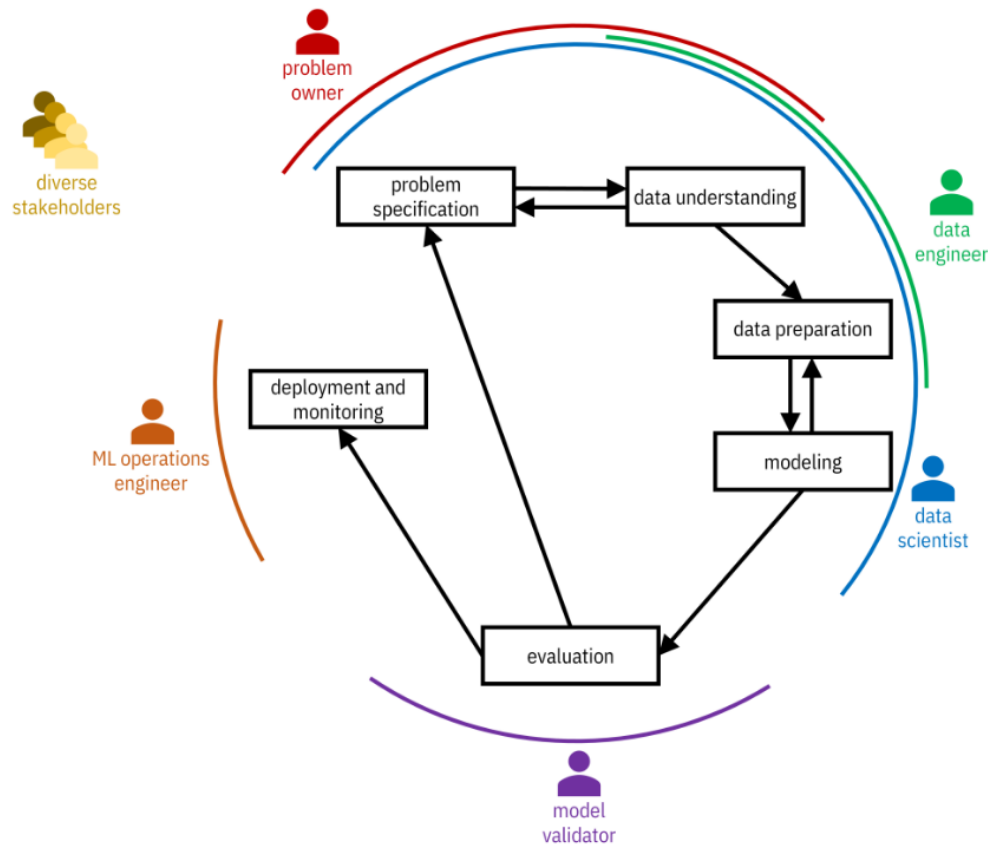 problem
owner
diverse
stakeholders
problem
specification
data understanding
data
engineer
data preparation
deployment and
monitoring
ML operations
engineer
modeling
data
scientist
evaluation
model
validator